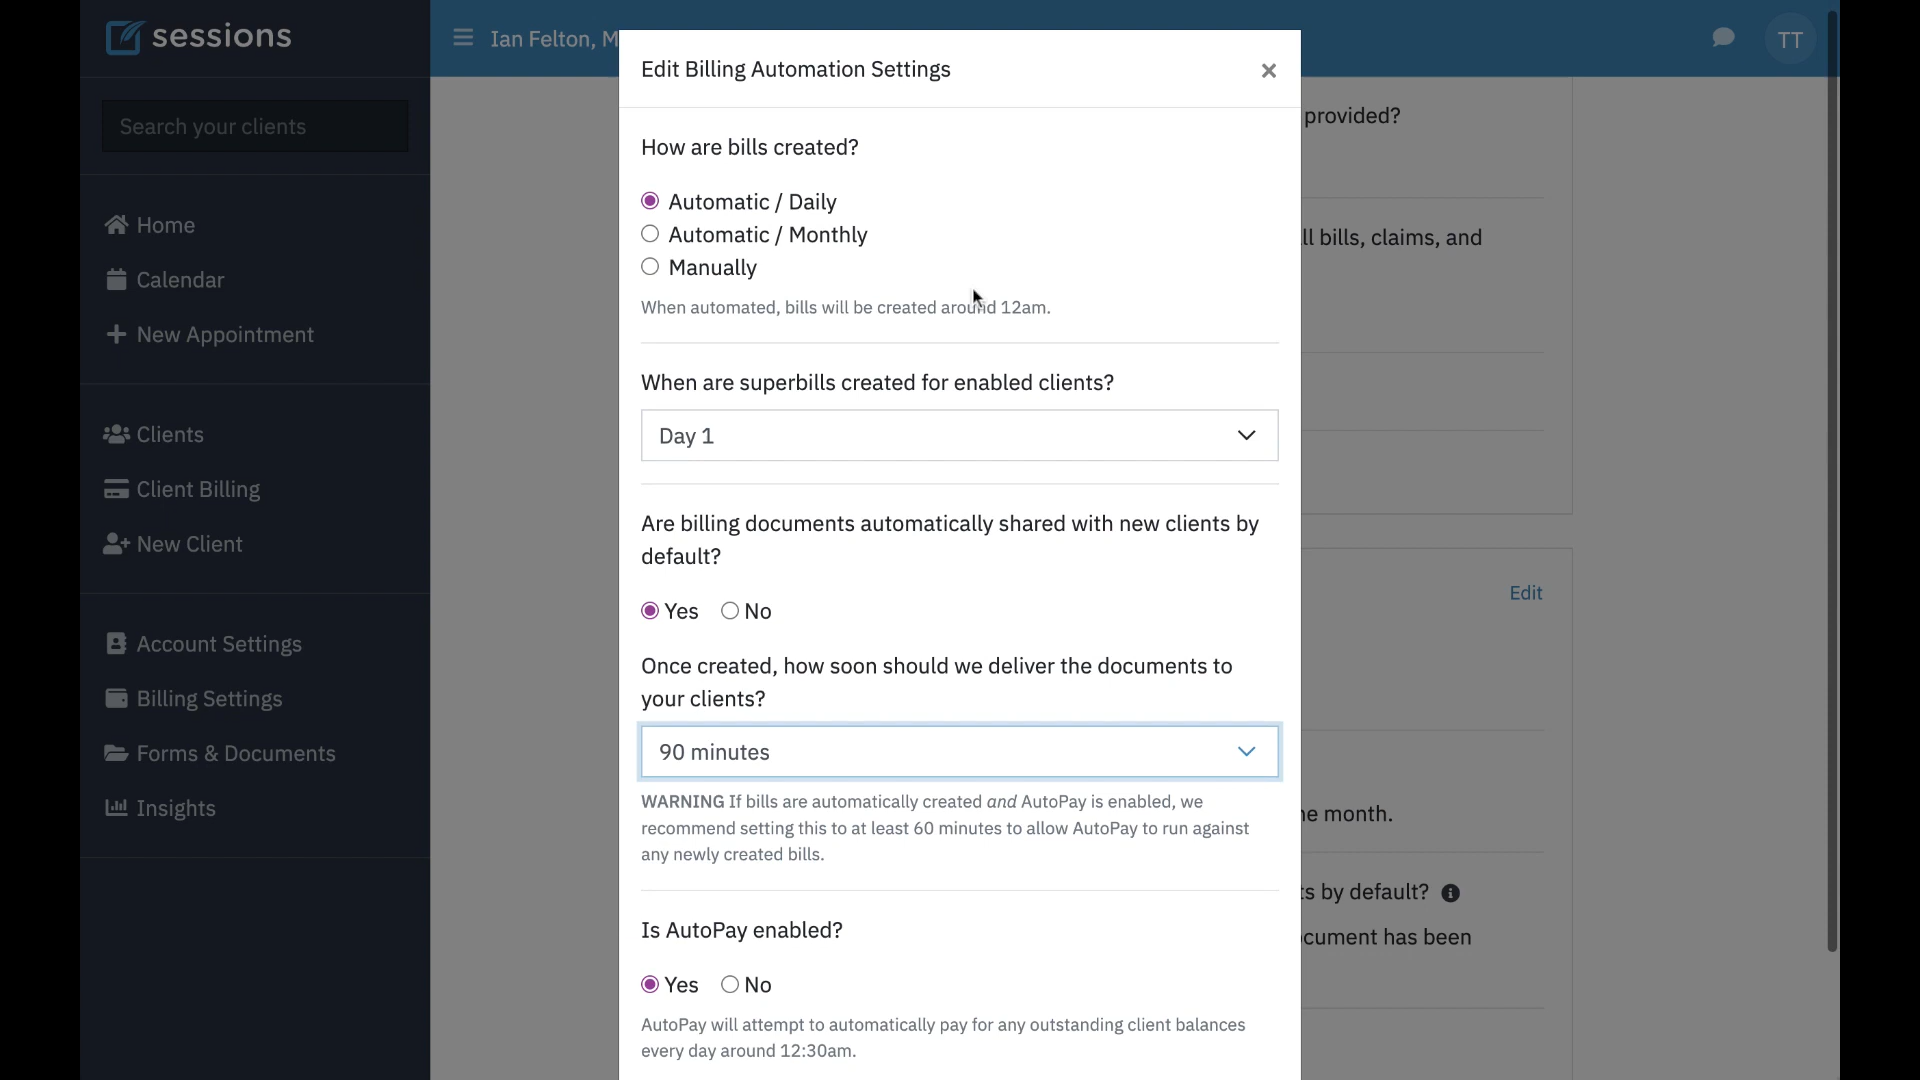 sessions
Ian Felton, M
TT
Search your clients
Home
Calendar
New Appointment
Clients
Client Billing
New Client
Account Settings
Billing Settings
Forms & Documents
Insights
Edit Billing Automation Settings
How are bills created?
Automatic / Daily
Automatic / Monthly
Manually
When automated, bills will be created around 12am.
When are superbills created for enabled clients?
Day 1
Are billing documents automatically shared with new clients by
default?
Yes No
Once created, how soon should we deliver the documents to
your clients?
90 minutes
WARNING If bills are automatically created and AutoPay is enabled, we
recommend setting this to at least 60 minutes to allow AutoPay to run against
any newly created bills.
Is AutoPay enabled?
Yes No
AutoPay will attempt to automatically pay for any outstanding client balances
every day around 12:30am.
provided?
ll bills, claims, and
Edit
he month.
ts by default?
ocument has been